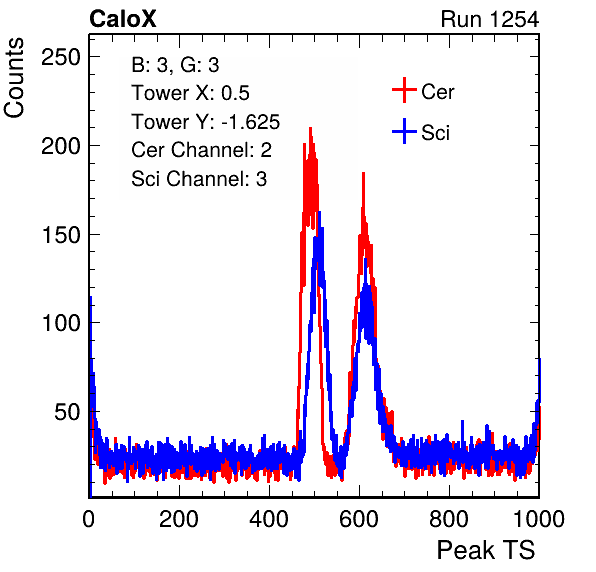 CaloX Run 1254
Counts
250
200
150
100
50
B: 3, G: 3
Tower X: 0.5
Tower Y: -1.625
Cer Channel: 2
Sci Channel: 3
Cer
Sci
0 200 400 600 800 1000
Peak TS